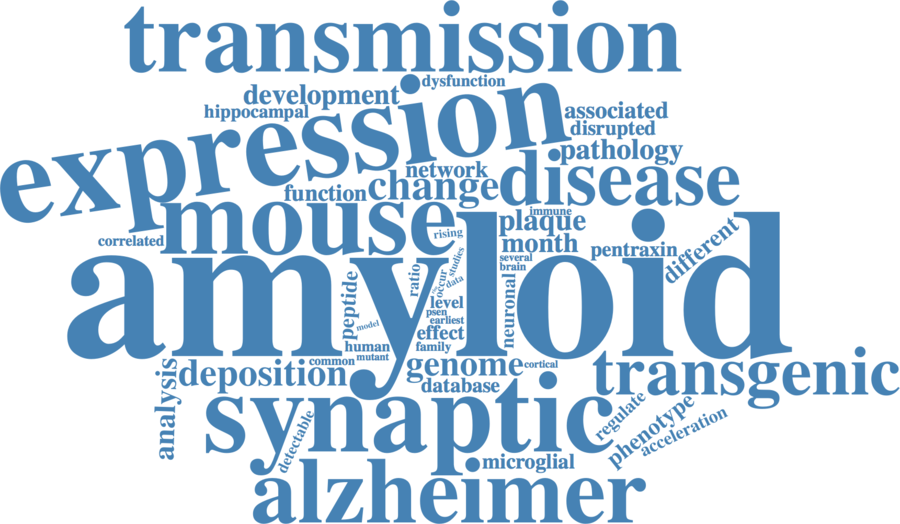 transmission
dysfunction
development
hippocampal
expression
associated
disrupted
pathology
network
function
change
disease
mouse
immune
plaque
correlated
rising
month
pentraxin
different
several
brain
amyloid
studies
occur
data
ratio
peptide
level
psen
earliest
model
effect
neuronal
human
family
mutant
common
deposition
genome
cortical
database
transgenic
analysis
synaptic
regulate
phenotype
acceleration
detectable
microglial
alzheimer